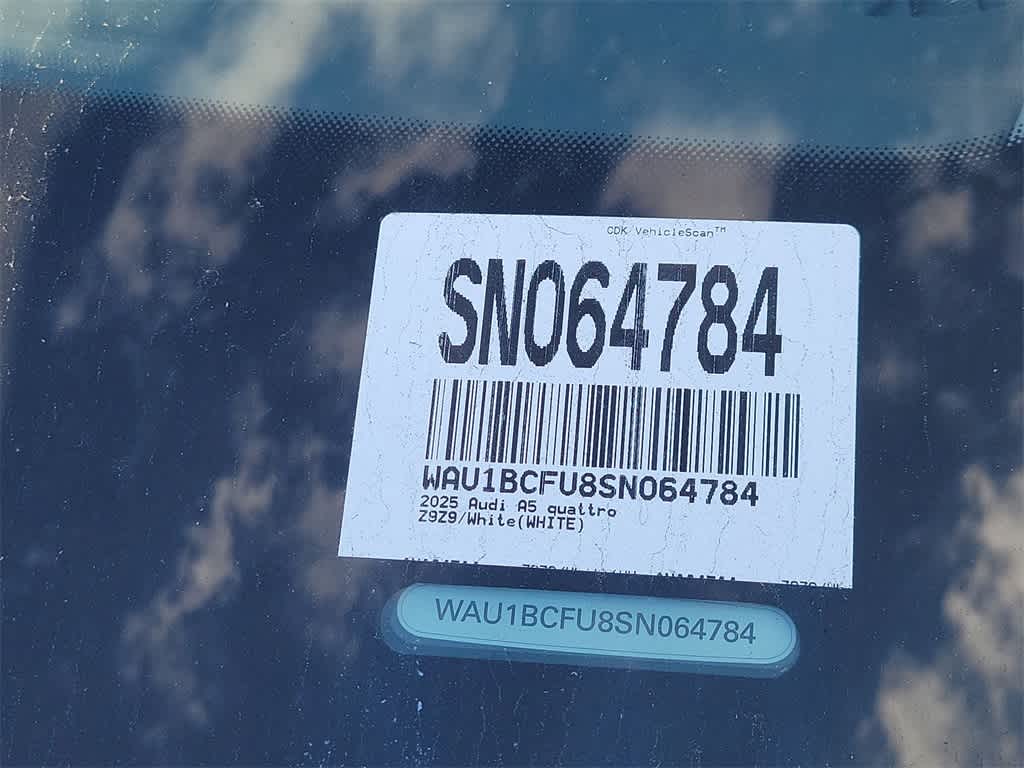 CDK VehicleScan™
SN064784
WAU1BCFU8SN064784
2025 Audi A5 quattro
Z9Z9/White(WHITE)
WAU1BCFU8SN064784